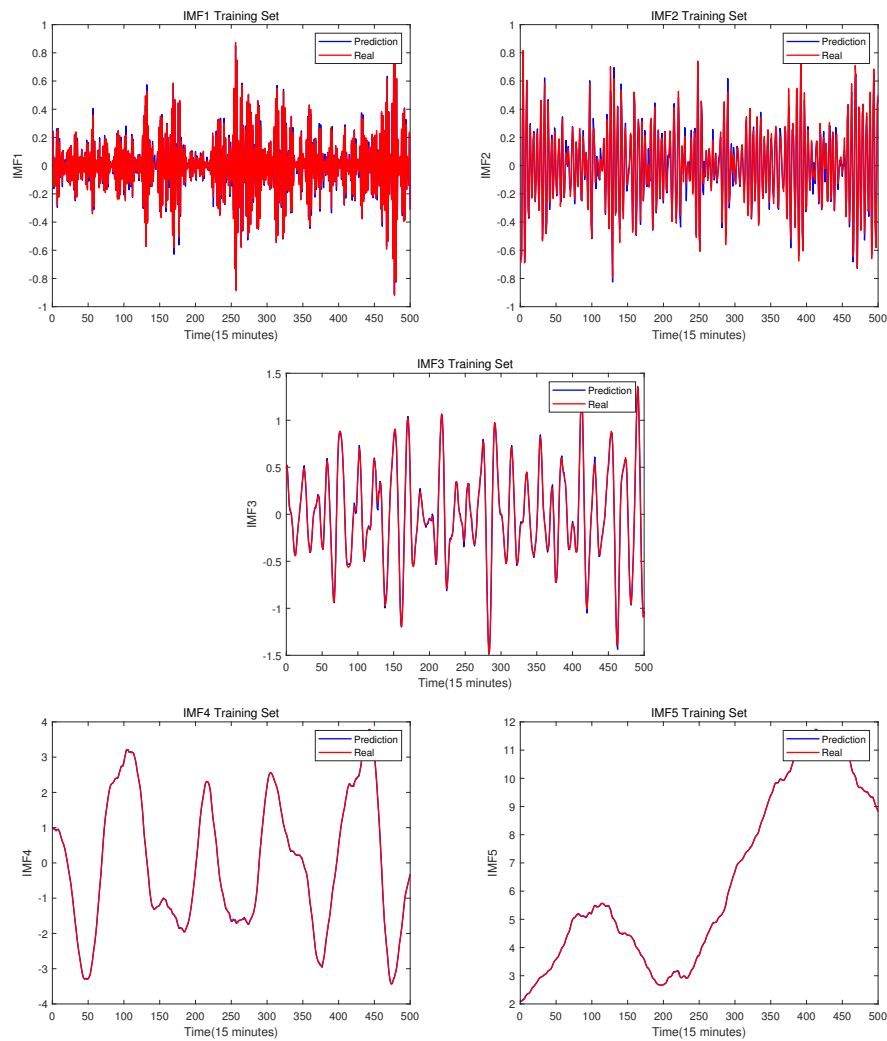 IMF1 Training Set
1
0.8
0.6
0.4
0.2
0
-0.2
-0.4
-0.6
-0.8
-1
IMF1
Prediction
Real
0 50 100 150 200 250 300 350 400 450 500
Time(15 minutes)
IMF2 Training Set
1
0.8
0.6
0.4
0.2
0
-0.2
-0.4
-0.6
-0.8
-1
IMF2
Prediction
Real
0 50 100 150 200 250 300 350 400 450 500
Time(15 minutes)
IMF3 Training Set
1.5
1
0.5
0
-0.5
-1
-1.5
IMF3
Prediction
Real
0 50 100 150 200 250 300 350 400 450 500
Time(15 minutes)
IMF4 Training Set
4
3
2
1
0
-1
-2
-3
-4
IMF4
Prediction
Real
0 50 100 150 200 250 300 350 400 450 500
Time(15 minutes)
IMF5 Training Set
12
11
10
9
8
7
6
5
4
3
2
IMF5
Prediction
Real
0 50 100 150 200 250 300 350 400 450 500
Time(15 minutes)